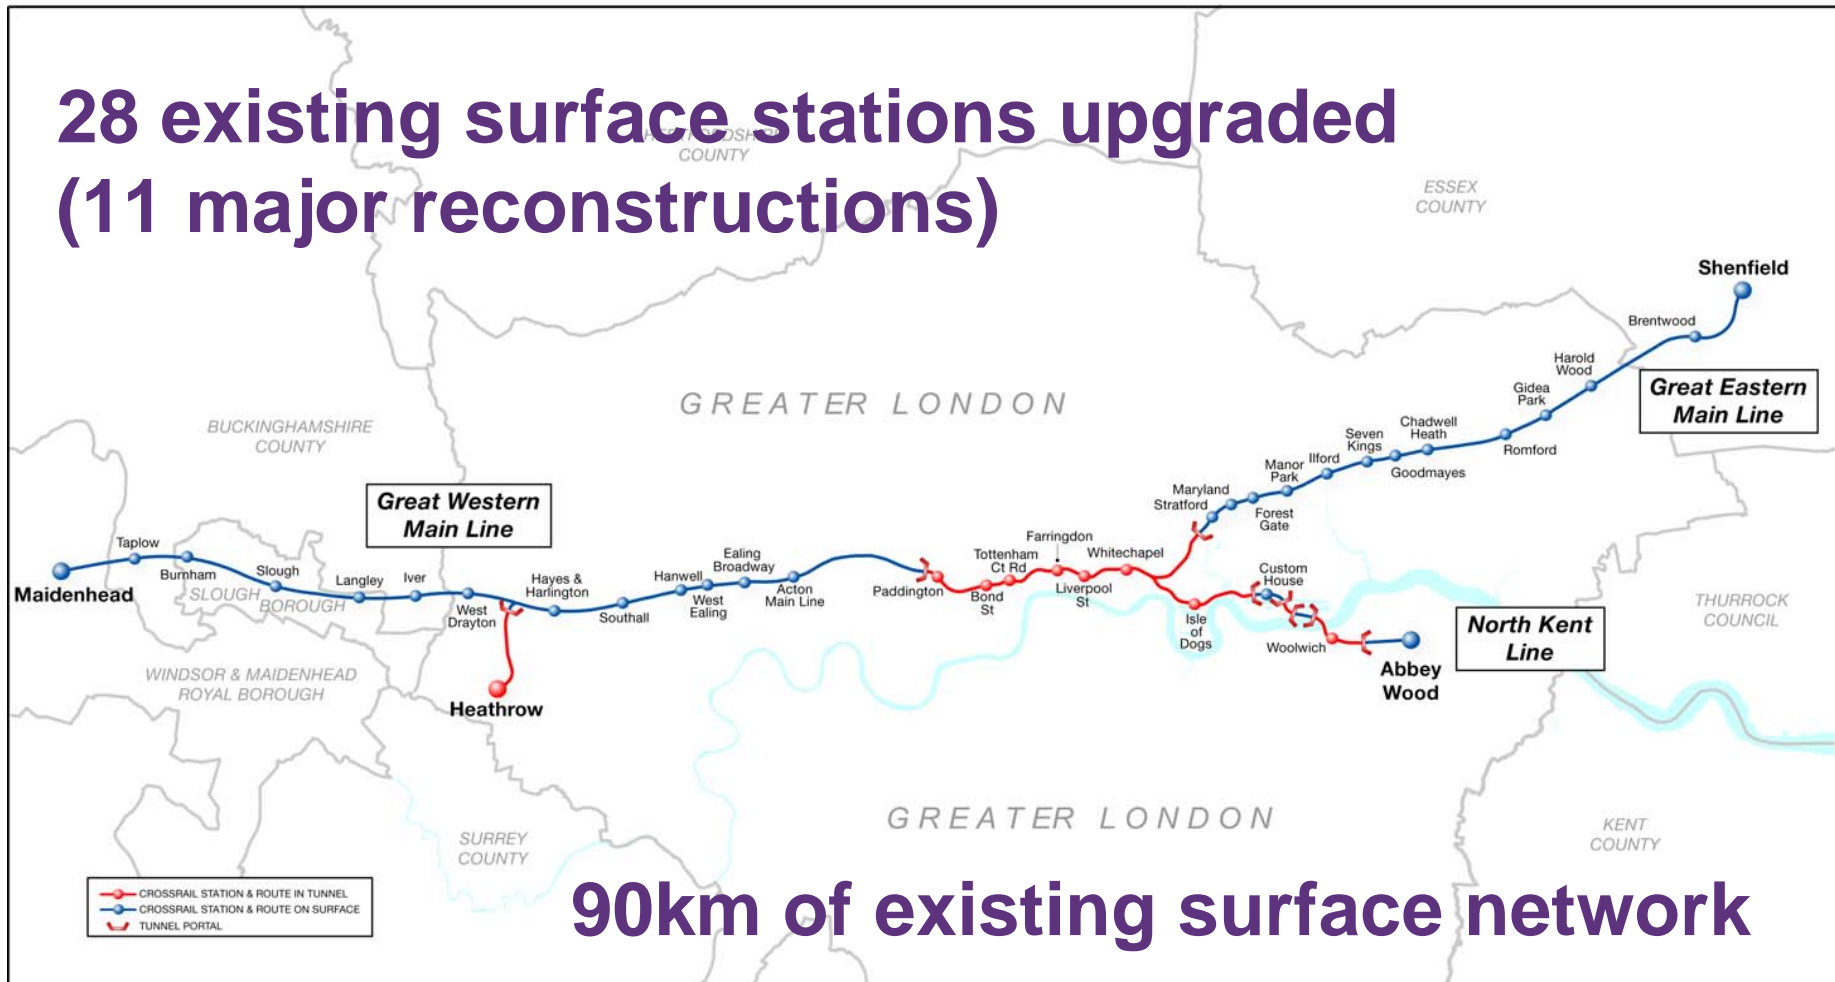 28 existing surface stations upgraded
(11 major reconstructions)
HERTFORDSHIRE
COUNTY
ESSEX
COUNTY
Shenfield
Brentwood
Harold
Wood
Great Eastern
Main Line
Gidea
Park
Romford
Chadwell
Heath
Goodmayes
Seven
Kings
Ilford
Manor
Park
Forest
Gate
Maryland
Stratford
GREATER LONDON
BUCKINGHAMSHIRE
COUNTY
Great Western
Main Line
Maidenhead
Taplow
Burnham
Slough
SLOUGH
BOROUGH
Langley
Iver
West
Drayton
Hayes &
Harlington
Southall
Hanwell
West
Ealing
Ealing
Broadway
Acton
Main Line
Paddington
Bond
St
Tottenham
Ct Rd
Farringdon
Liverpool
St
Whitechapel
Isle
of
Dogs
Custom
House
Woolwich
Abbey
Wood
North Kent
Line
THURROCK
COUNCIL
WINDSOR & MAIDENHEAD
ROYAL BOROUGH
Heathrow
SURREY
COUNTY
GREATER LONDON
KENT
COUNTY
CROSSRAIL STATION & ROUTE IN TUNNEL
CROSSRAIL STATION & ROUTE ON SURFACE
TUNNEL PORTAL
90km of existing surface network